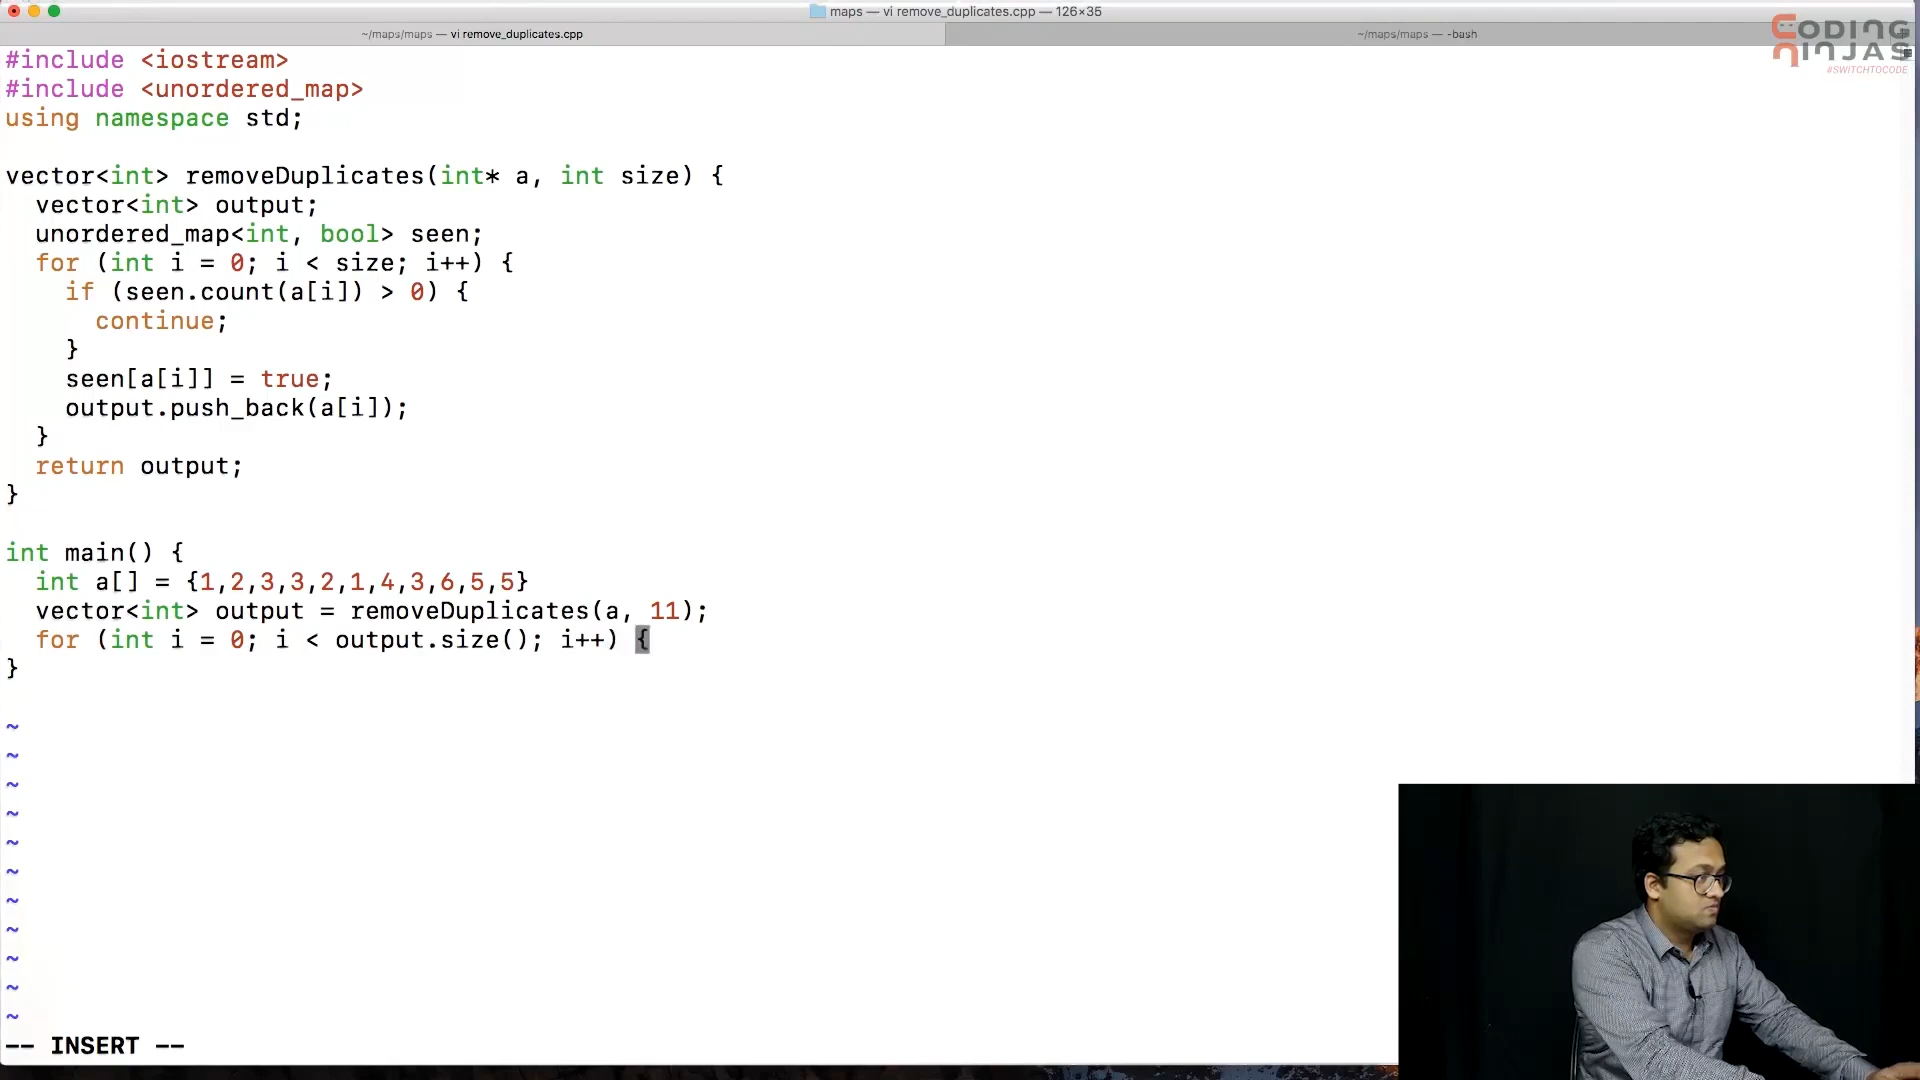 maps — vi remove_duplicates.cpp — 126×35
~/maps/maps — vi remove_duplicates.cpp
~/maps/maps — -bash
CODING
NINJAS
#SWITCHTOCODE
#include <iostream>
#include <unordered_map>
using namespace std;
vector<int> removeDuplicates(int* a, int size) {
  vector<int> output;
  unordered_map<int, bool> seen;
  for (int i = 0; i < size; i++) {
    if (seen.count(a[i]) > 0) {
      continue;
    }
    seen[a[i]] = true;
    output.push_back(a[i]);
  }
  return output;
}
int main() {
  int a[] = {1,2,3,3,2,1,4,3,6,5,5}
  vector<int> output = removeDuplicates(a, 11);
  for (int i = 0; i < output.size(); i++) {
}
~
~
~
~
~
~
~
~
~
~
~
-- INSERT --